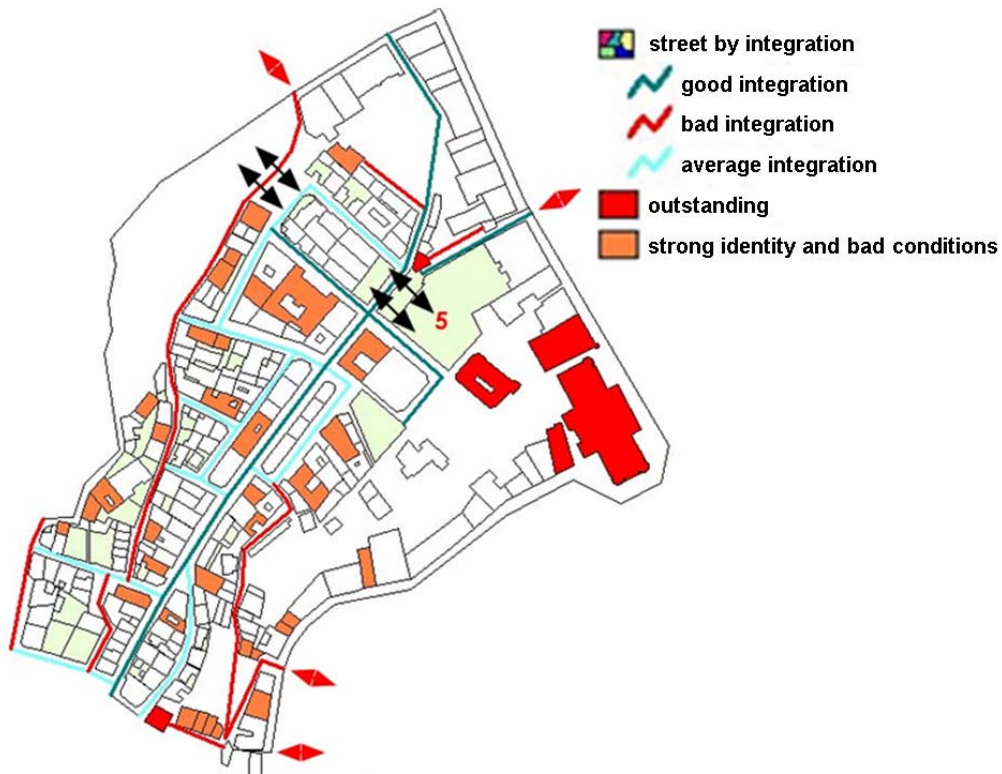 street by integration
good integration
bad integration
average integration
outstanding
strong identity and bad conditions
5